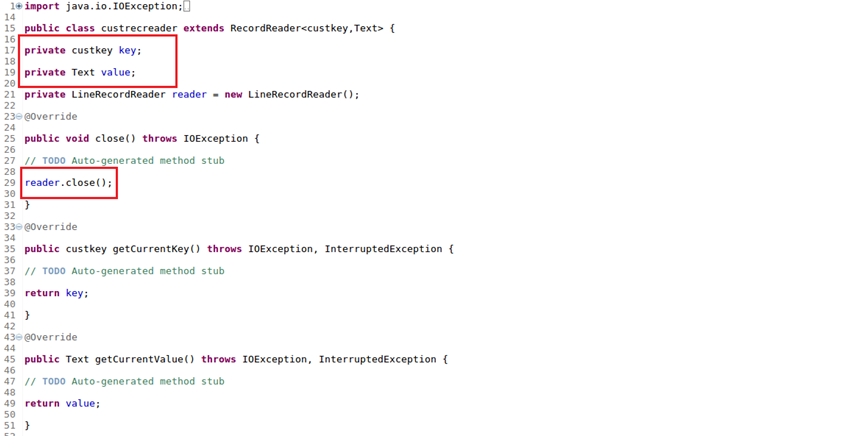 1 import java.io.IOException;
14
15 public class custrecreader extends RecordReader<custkey,Text> {
16
17 private custkey key;
18
19 private Text value;
20
21 private LineRecordReader reader = new LineRecordReader();
22
23 @Override
24
25 public void close() throws IOException {
26
27 // TODO Auto-generated method stub
28
29 reader.close();
30
31 }
32
33 @Override
34
35 public custkey getCurrentKey() throws IOException, InterruptedException {
36
37 // TODO Auto-generated method stub
38
39 return key;
40
41 }
42
43 @Override
44
45 public Text getCurrentValue() throws IOException, InterruptedException {
46
47 // TODO Auto-generated method stub
48
49 return value;
50
51 }